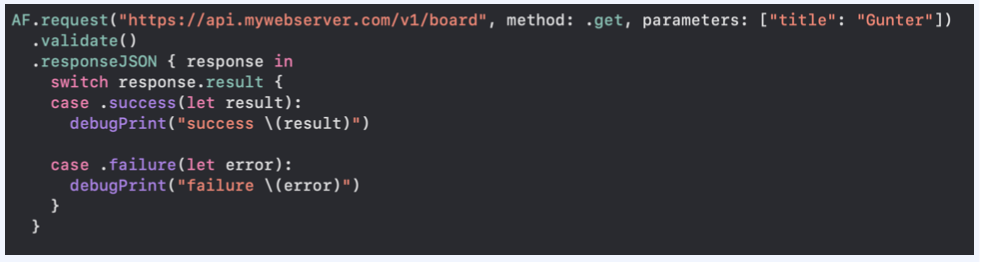 AF.request("https://api.mywebserver.com/v1/board", method: .get, parameters: ["title": "Gunter"])
  .validate()
  .responseJSON { response in
    switch response.result {
    case .success(let result):
      debugPrint("success \(result)")

    case .failure(let error):
      debugPrint("failure \(error)")
    }
  }